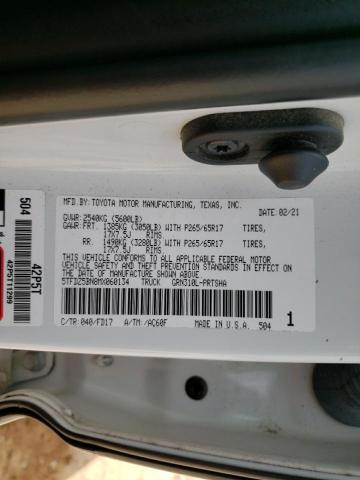 MFD.BY:TOYOTA MOTOR MANUFACTURING, TEXAS, INC. DATE:02/21
GVWR:2540KG (5600LB)
GAWR:FRT. 1385KG (3050LB) WITH P265/65R17 TIRES,
17X7.5J RIMS.
RR. 1490KG (3280LB) WITH P265/65R17 TIRES,
17X7.5J RIMS.
THIS VEHICLE CONFORMS TO ALL APPLICABLE FEDERAL MOTOR
VEHICLE SAFETY AND THEFT PREVENTION STANDARDS IN
EFFECT ON THE DATE OF MANUFACTURE SHOWN ABOVE.
5TFDZ5BN8MX060134 TRUCK GRN310L-PRTSHA
C/TR:040/FD17 A/TM:/AC60F MADE IN U.S.A. 504 1
504
42P5T
42P5T11299